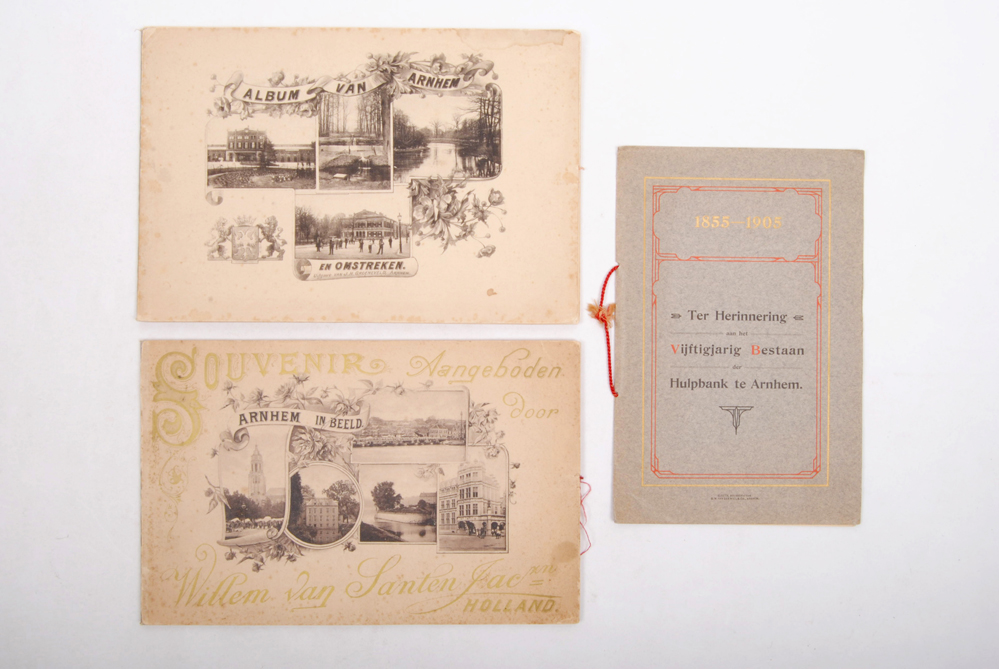 ALBUM VAN ARNHEM
EN OMSTREKEN.
SOUVENIR Aangeboden
door
ARNHEM IN BEELD.
Willem van Santen Jac zn
HOLLAND.
1855-1905
Ter Herinnering
aan het
Vijftigjarig Bestaan
der
Hulpbank te Arnhem.